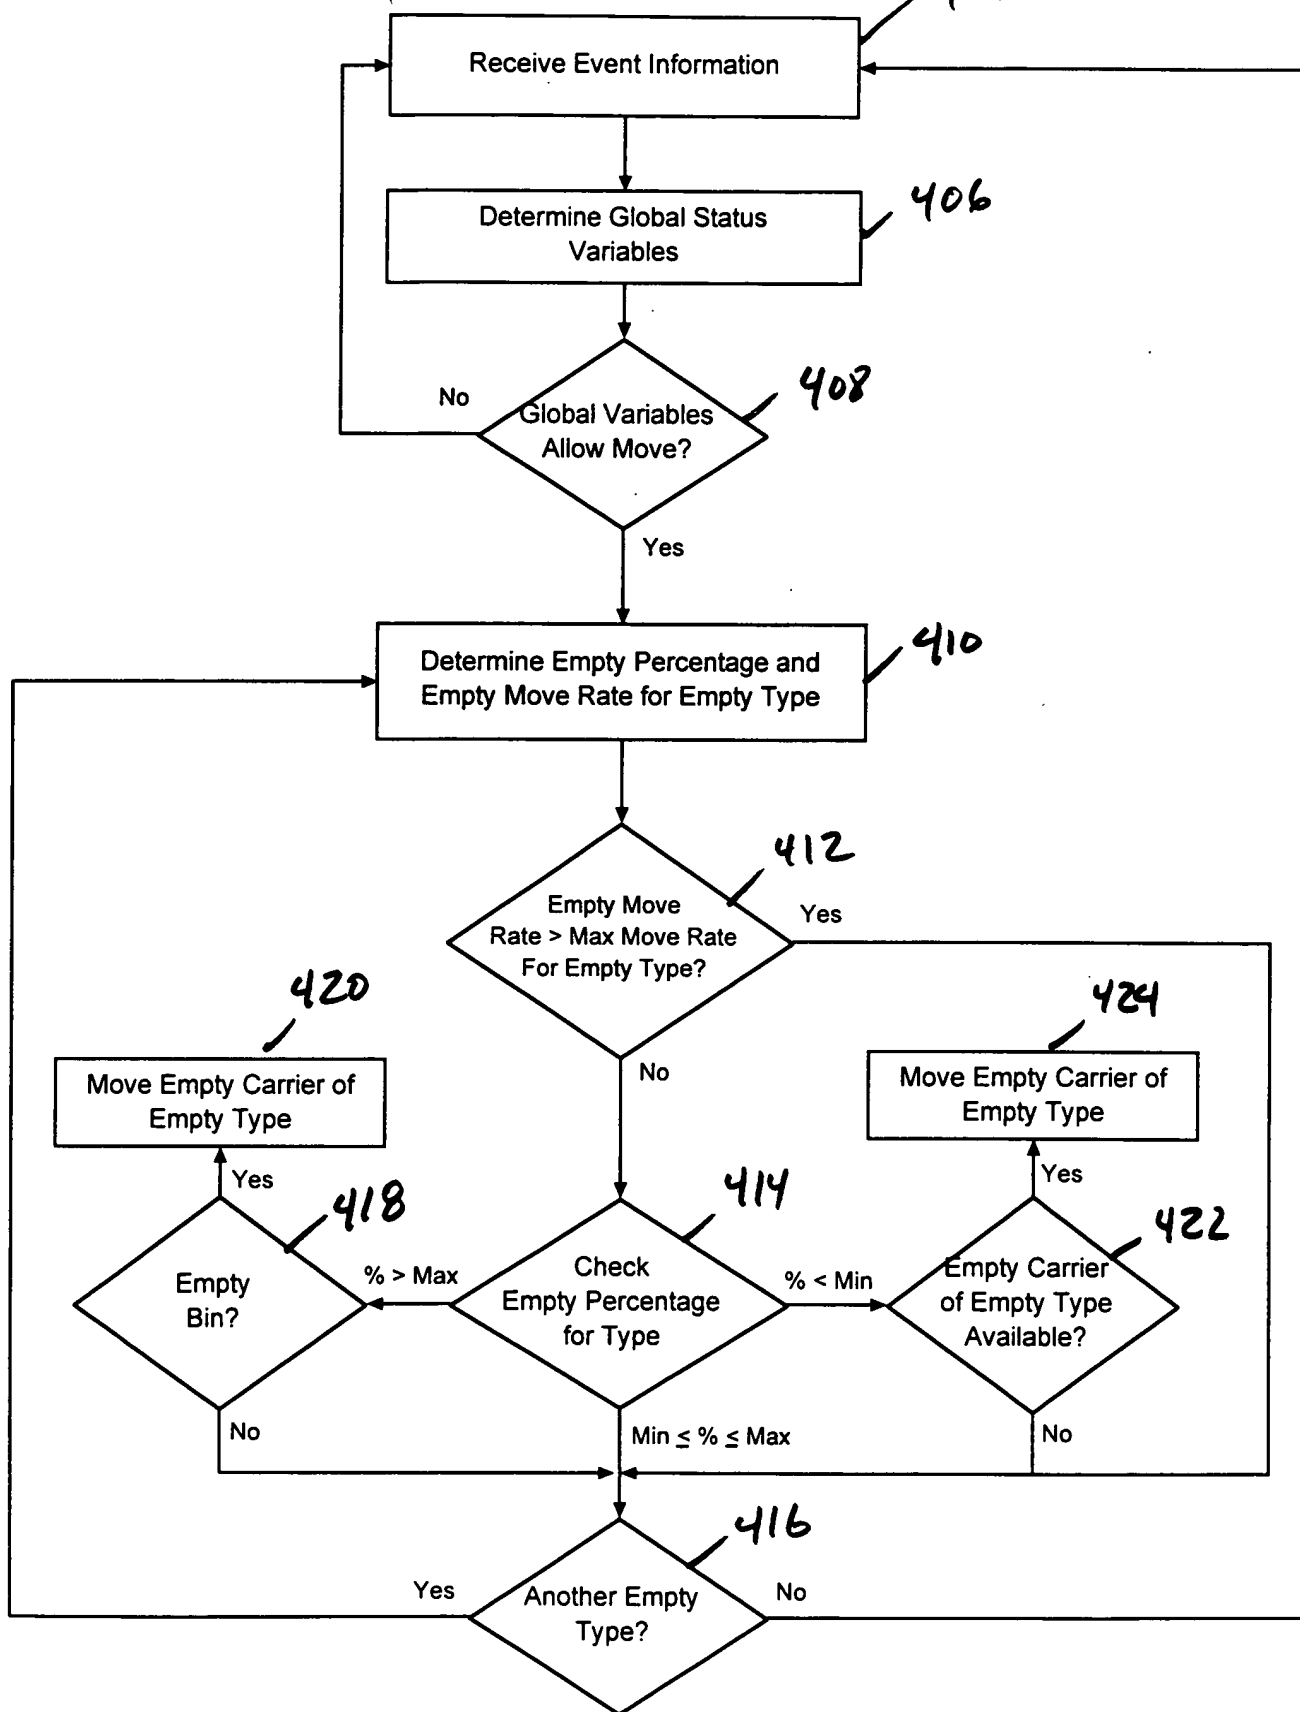 Receive Event Information
Determine Global Status
Variables
406
Global Variables
Allow Move?
408
No
Yes
Determine Empty Percentage and
Empty Move Rate for Empty Type
410
Empty Move
Rate > Max Move Rate
For Empty Type?
412
Yes
No
420
Move Empty Carrier of
Empty Type
Yes
424
Move Empty Carrier of
Empty Type
Yes
418
Empty
Bin?
No
% > Max
414
Check
Empty Percentage
for Type
% < Min
Min ≤ % ≤ Max
422
Empty Carrier
of Empty Type
Available?
No
416
Another Empty
Type?
Yes
No